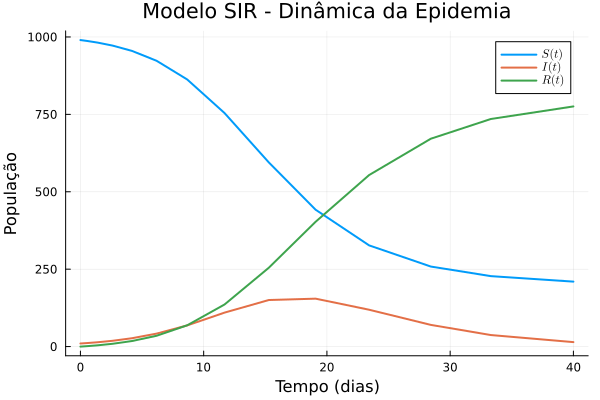 Modelo SIR - Dinâmica da Epidemia
1000
750
500
250
0
População
S(t)
I(t)
R(t)
0 10 20 30 40
Tempo (dias)